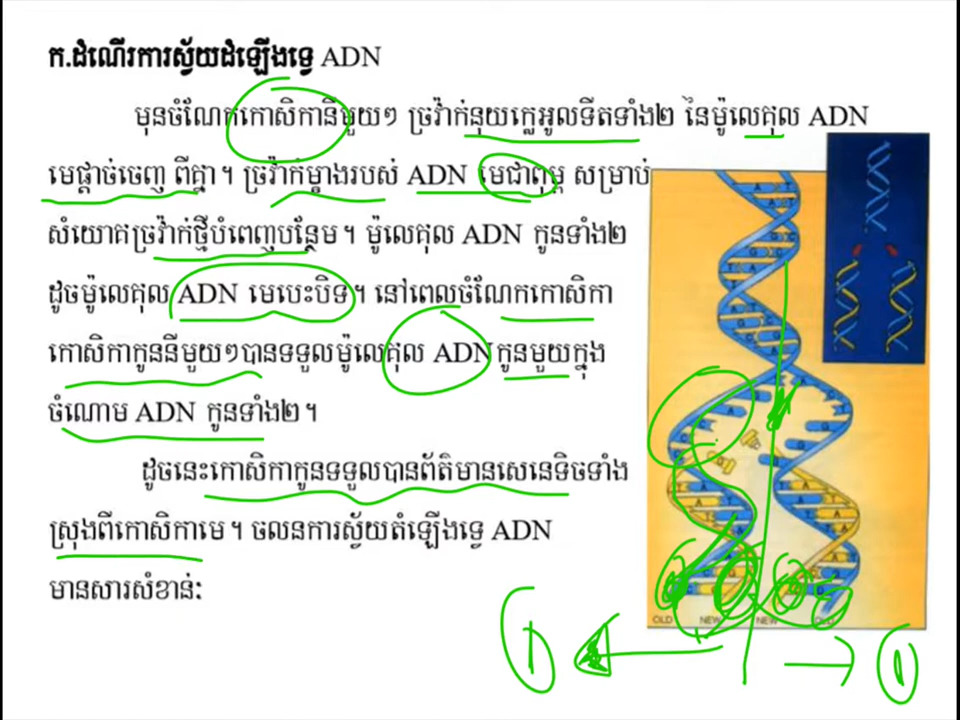 ក.ដំណើរការស្វ័យដំឡើងទ្វេ ADN
មុនចំណែកកោសិកានីមួយៗ ច្រវ៉ាក់នុយក្លេអូលទីតទាំង២ នៃម៉ូលេគុល ADN
មេផ្តាច់ចេញ ពីគ្នា។ ច្រវ៉ាក់ម្ខាងរបស់ ADN មេជាពុម្ព សម្រាប់
សំយោគច្រវ៉ាក់ថ្មីបំពេញបន្ថែម។ ម៉ូលេគុល ADN កូនទាំង២
ដូចម៉ូលេគុល ADN មេបេះបិទ។ នៅពេលចំណែកកោសិកា
កោសិកាកូននីមួយៗបានទទួលម៉ូលេគុល ADN កូនមួយក្នុង
ចំណោម ADN កូនទាំង២។
ដូចនេះកោសិកាកូនទទួលបានព័ត៌មានសេនេទិចទាំង
ស្រុងពីកោសិកាមេ។ ចលនការស្វ័យតំឡើងទ្វេ ADN
មានសារសំខាន់ៈ
OLD NEW NEW OLD
1 1